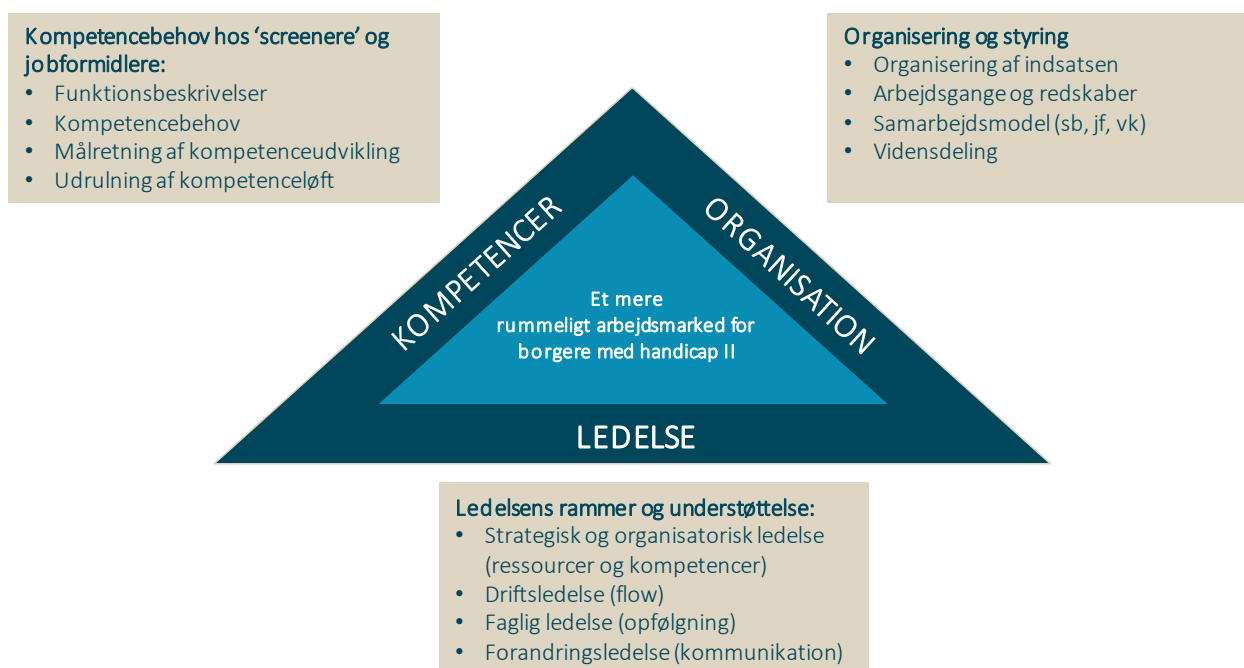 Kompetencebehov hos ‘screenere’ og
jobformidlere:
• Funktionsbeskrivelser
• Kompetencebehov
• Målretning af kompetenceudvikling
• Udrulning af kompetenceløft
Organisering og styring
• Organisering af indsatsen
• Arbejdsgange og redskaber
• Samarbejdsmodel (sb, jf, vk)
• Vidensdeling
KOMPETENCER
ORGANISATION
Et mere
rummeligt arbejdsmarked for
borgere med handicap II
LEDELSE
Ledelsens rammer og understøttelse:
• Strategisk og organisatorisk ledelse
(ressourcer og kompetencer)
• Driftsledelse (flow)
• Faglig ledelse (opfølgning)
• Forandringsledelse (kommunikation)